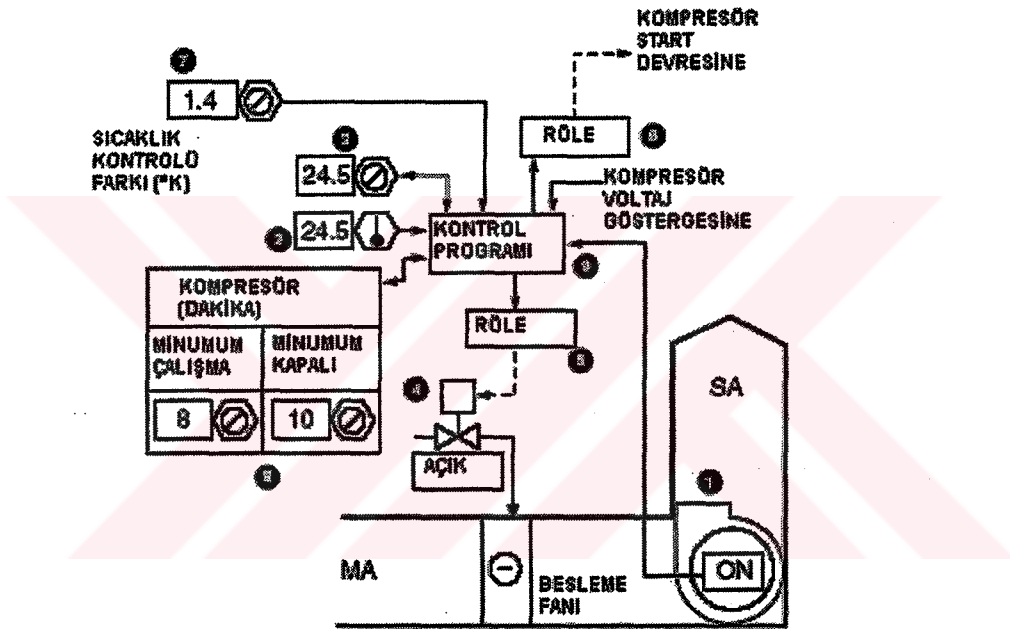 KOMPRESÖR
START
DEVRESİNE
1.4
RÖLE
SICAKLIK
KONTROLÜ
FARKI (°K)
24.5
KOMPRESÖR
VOLTAJ
GÖSTERGESİNE
24.5
KONTROL
PROGRAMI
KOMPRESÖR
(DAKİKA)
RÖLE
MİNUMUM
ÇALIŞMA
MİNUMUM
KAPALI
SA
8
10
AÇIK
1
MA
BESLEME
FANI
ON